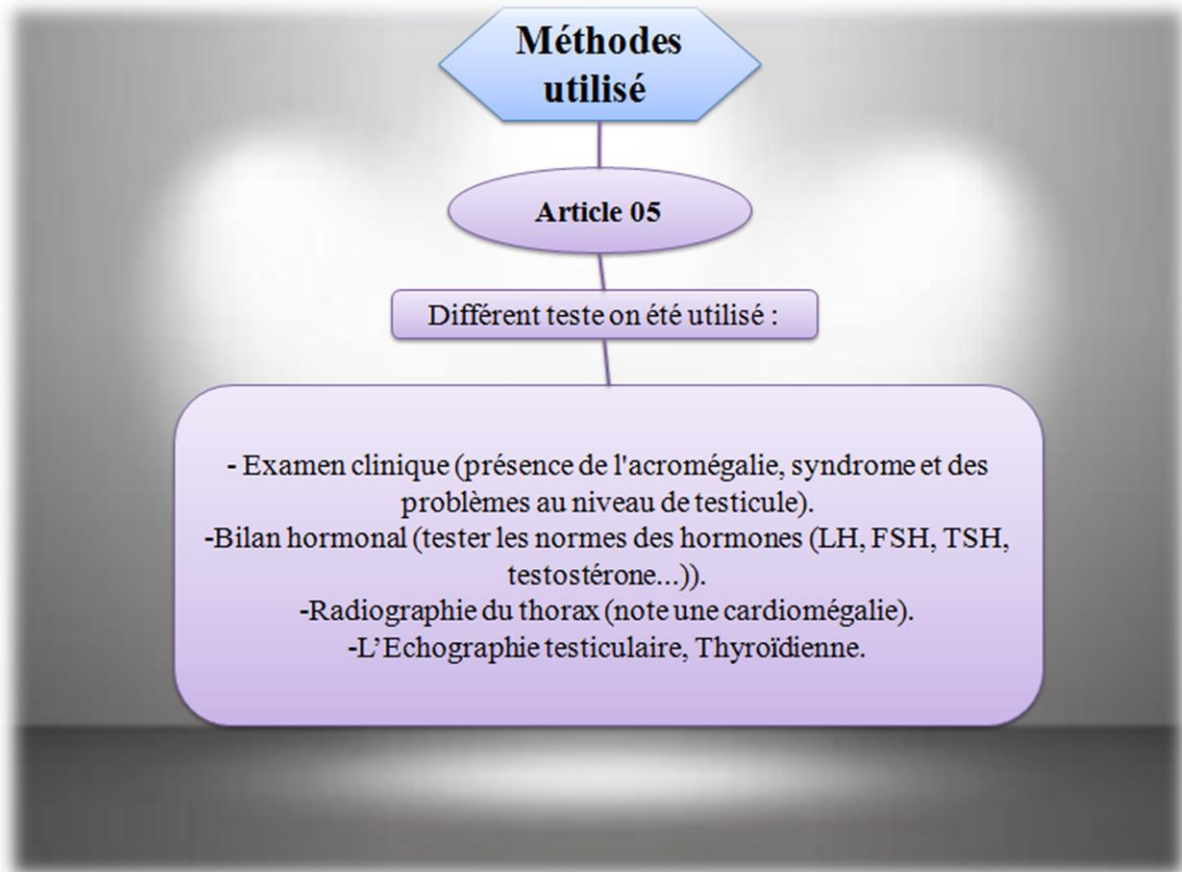 Méthodes
utilisé
Article 05
Différent teste on été utilisé :
- Examen clinique (présence de l'acromégalie, syndrome et des
problèmes au niveau de testicule).
-Bilan hormonal (tester les normes des hormones (LH, FSH, TSH,
testostérone...)).
-Radiographie du thorax (note une cardiomégalie).
-L’Echographie testiculaire, Thyroïdienne.